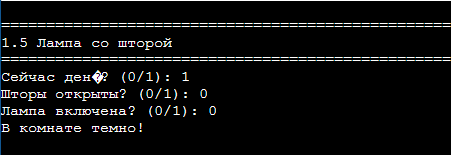 ==================================================
1.5 Лампа со шторой
==================================================
Сейчас ден�? (0/1): 1
Шторы открыты? (0/1): 0
Лампа включена? (0/1): 0
В комнате темно!